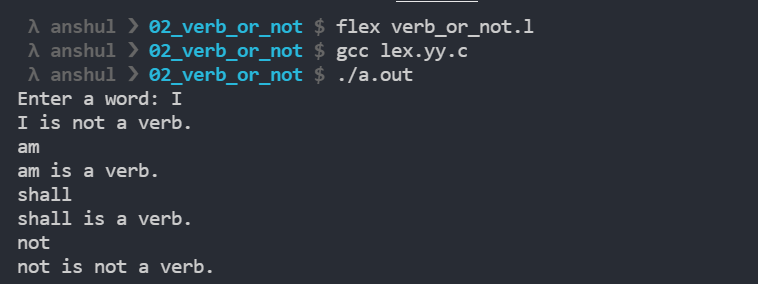 λ anshul ❯ 02_verb_or_not $ flex verb_or_not.l
λ anshul ❯ 02_verb_or_not $ gcc lex.yy.c
λ anshul ❯ 02_verb_or_not $ ./a.out
Enter a word: I
I is not a verb.
am
am is a verb.
shall
shall is a verb.
not
not is not a verb.